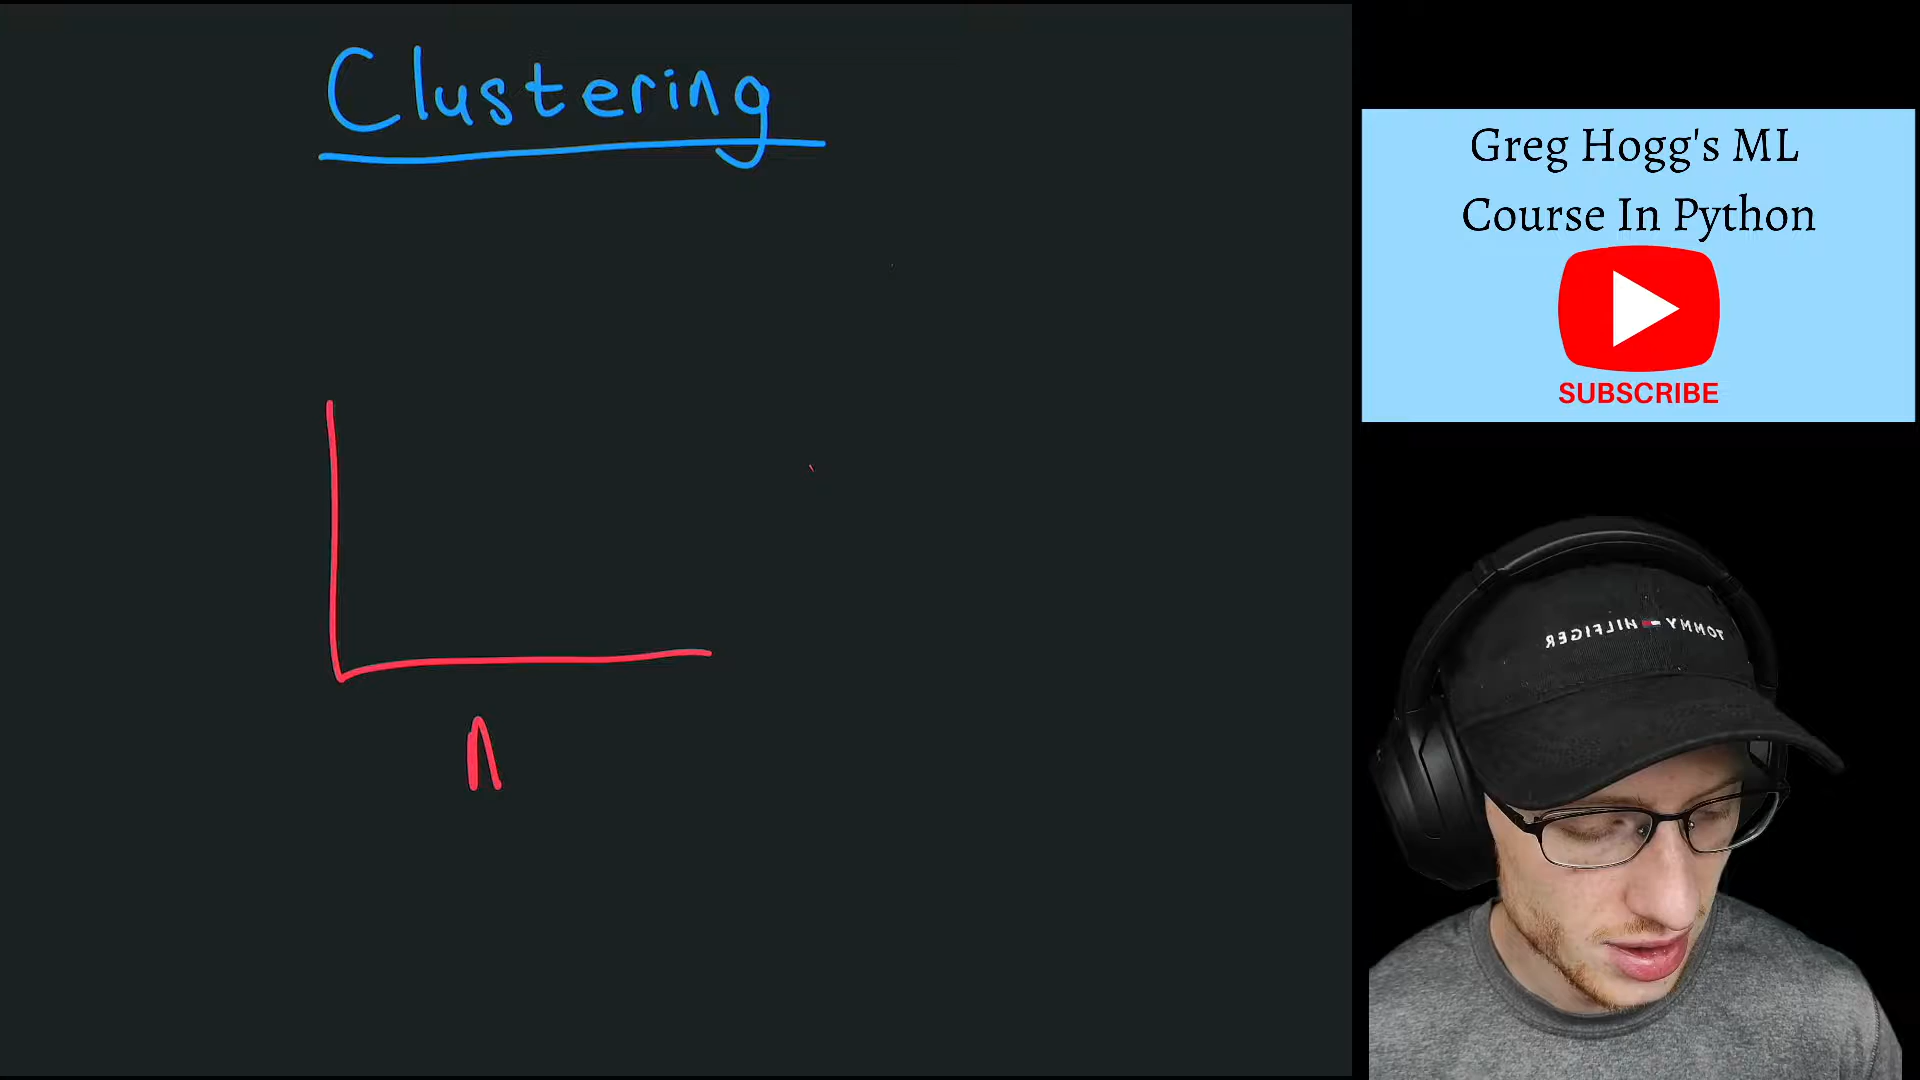 Clustering
n
Greg Hogg's ML
Course In Python
SUBSCRIBE
TOMMY HILFIGER